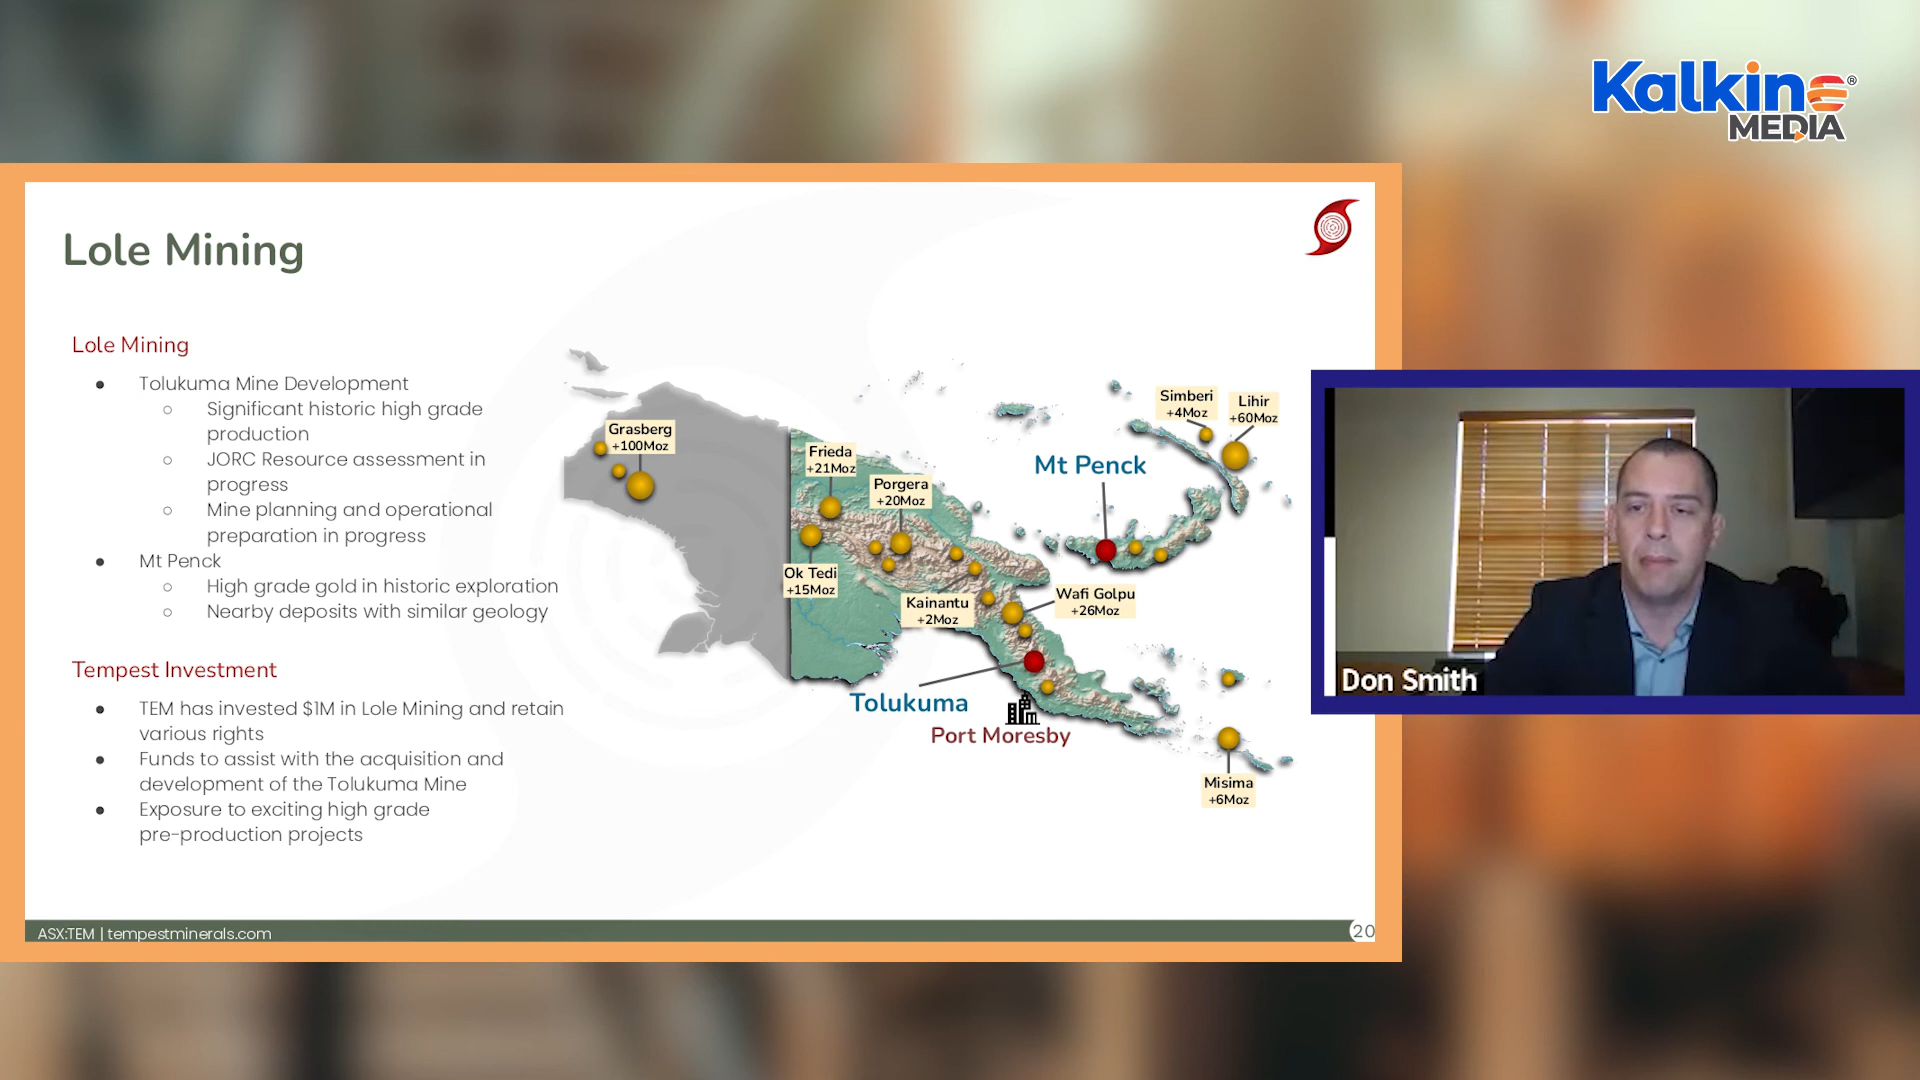 Kalkine®
MEDIA
Lole Mining
Lole Mining
● Tolukuma Mine Development
○ Significant historic high grade
production
○ JORC Resource assessment in
progress
○ Mine planning and operational
preparation in progress
● Mt Penck
○ High grade gold in historic exploration
○ Nearby deposits with similar geology
Tempest Investment
● TEM has invested $1M in Lole Mining and retain
various rights
● Funds to assist with the acquisition and
development of the Tolukuma Mine
● Exposure to exciting high grade
pre-production projects
Grasberg
+100Moz
Frieda
+21Moz
Porgera
+20Moz
Ok Tedi
+15Moz
Kainantu
+2Moz
Wafi Golpu
+26Moz
Mt Penck
Simberi
+4Moz
Lihir
+60Moz
Tolukuma
Port Moresby
Misima
+6Moz
ASX:TEM | tempestminerals.com
20
Don Smith